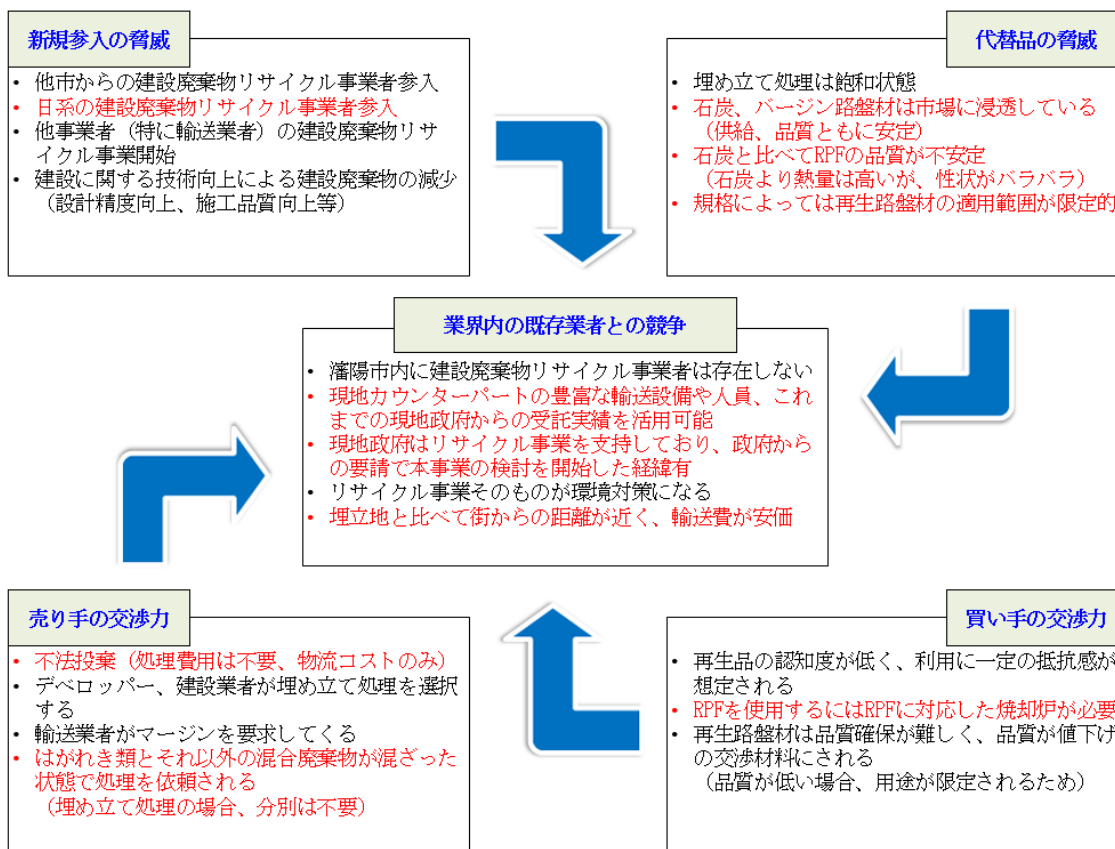 新規参入の脅威
・ 他市からの建設廃棄物リサイクル事業者参入
・ 日系の建設廃棄物リサイクル事業者参入
・ 他事業者（特に輸送業者）の建設廃棄物リサ
イクル事業開始
・ 建設に関する技術向上による建設廃棄物の減少
（設計精度向上、施工品質向上等）
代替品の脅威
・ 埋め立て処理は飽和状態
・ 石炭、バージン路盤材は市場に浸透している
（供給、品質ともに安定）
・ 石炭と比べてRPFの品質が不安定
（石炭より熱量は高いが、性状がバラバラ）
・ 規格によっては再生路盤材の適用範囲が限定的
業界内の既存業者との競争
・ 瀋陽市内に建設廃棄物リサイクル事業者は存在しない
・ 現地カウンターパートの豊富な輸送設備や人員、これ
までの現地政府からの受託実績を活用可能
・ 現地政府はリサイクル事業を支持しており、政府から
の要請で本事業の検討を開始した経緯有
・ リサイクル事業そのものが環境対策になる
・ 埋立地と比べて街からの距離が近く、輸送費が安価
売り手の交渉力
・ 不法投棄（処理費用は不要、物流コストのみ）
・ デベロッパー、建設業者が埋め立て処理を選択
する
・ 輸送業者がマージンを要求してくる
・ はがれき類とそれ以外の混合廃棄物が混ざった
状態で処理を依頼される
（埋め立て処理の場合、分別は不要）
買い手の交渉力
・ 再生品の認知度が低く、利用に一定の抵抗感が
想定される
・ RPFを使用するにはRPFに対応した焼却炉が必要
・ 再生路盤材は品質確保が難しく、品質が値下げ
の交渉材料にされる
（品質が低い場合、用途が限定されるため）